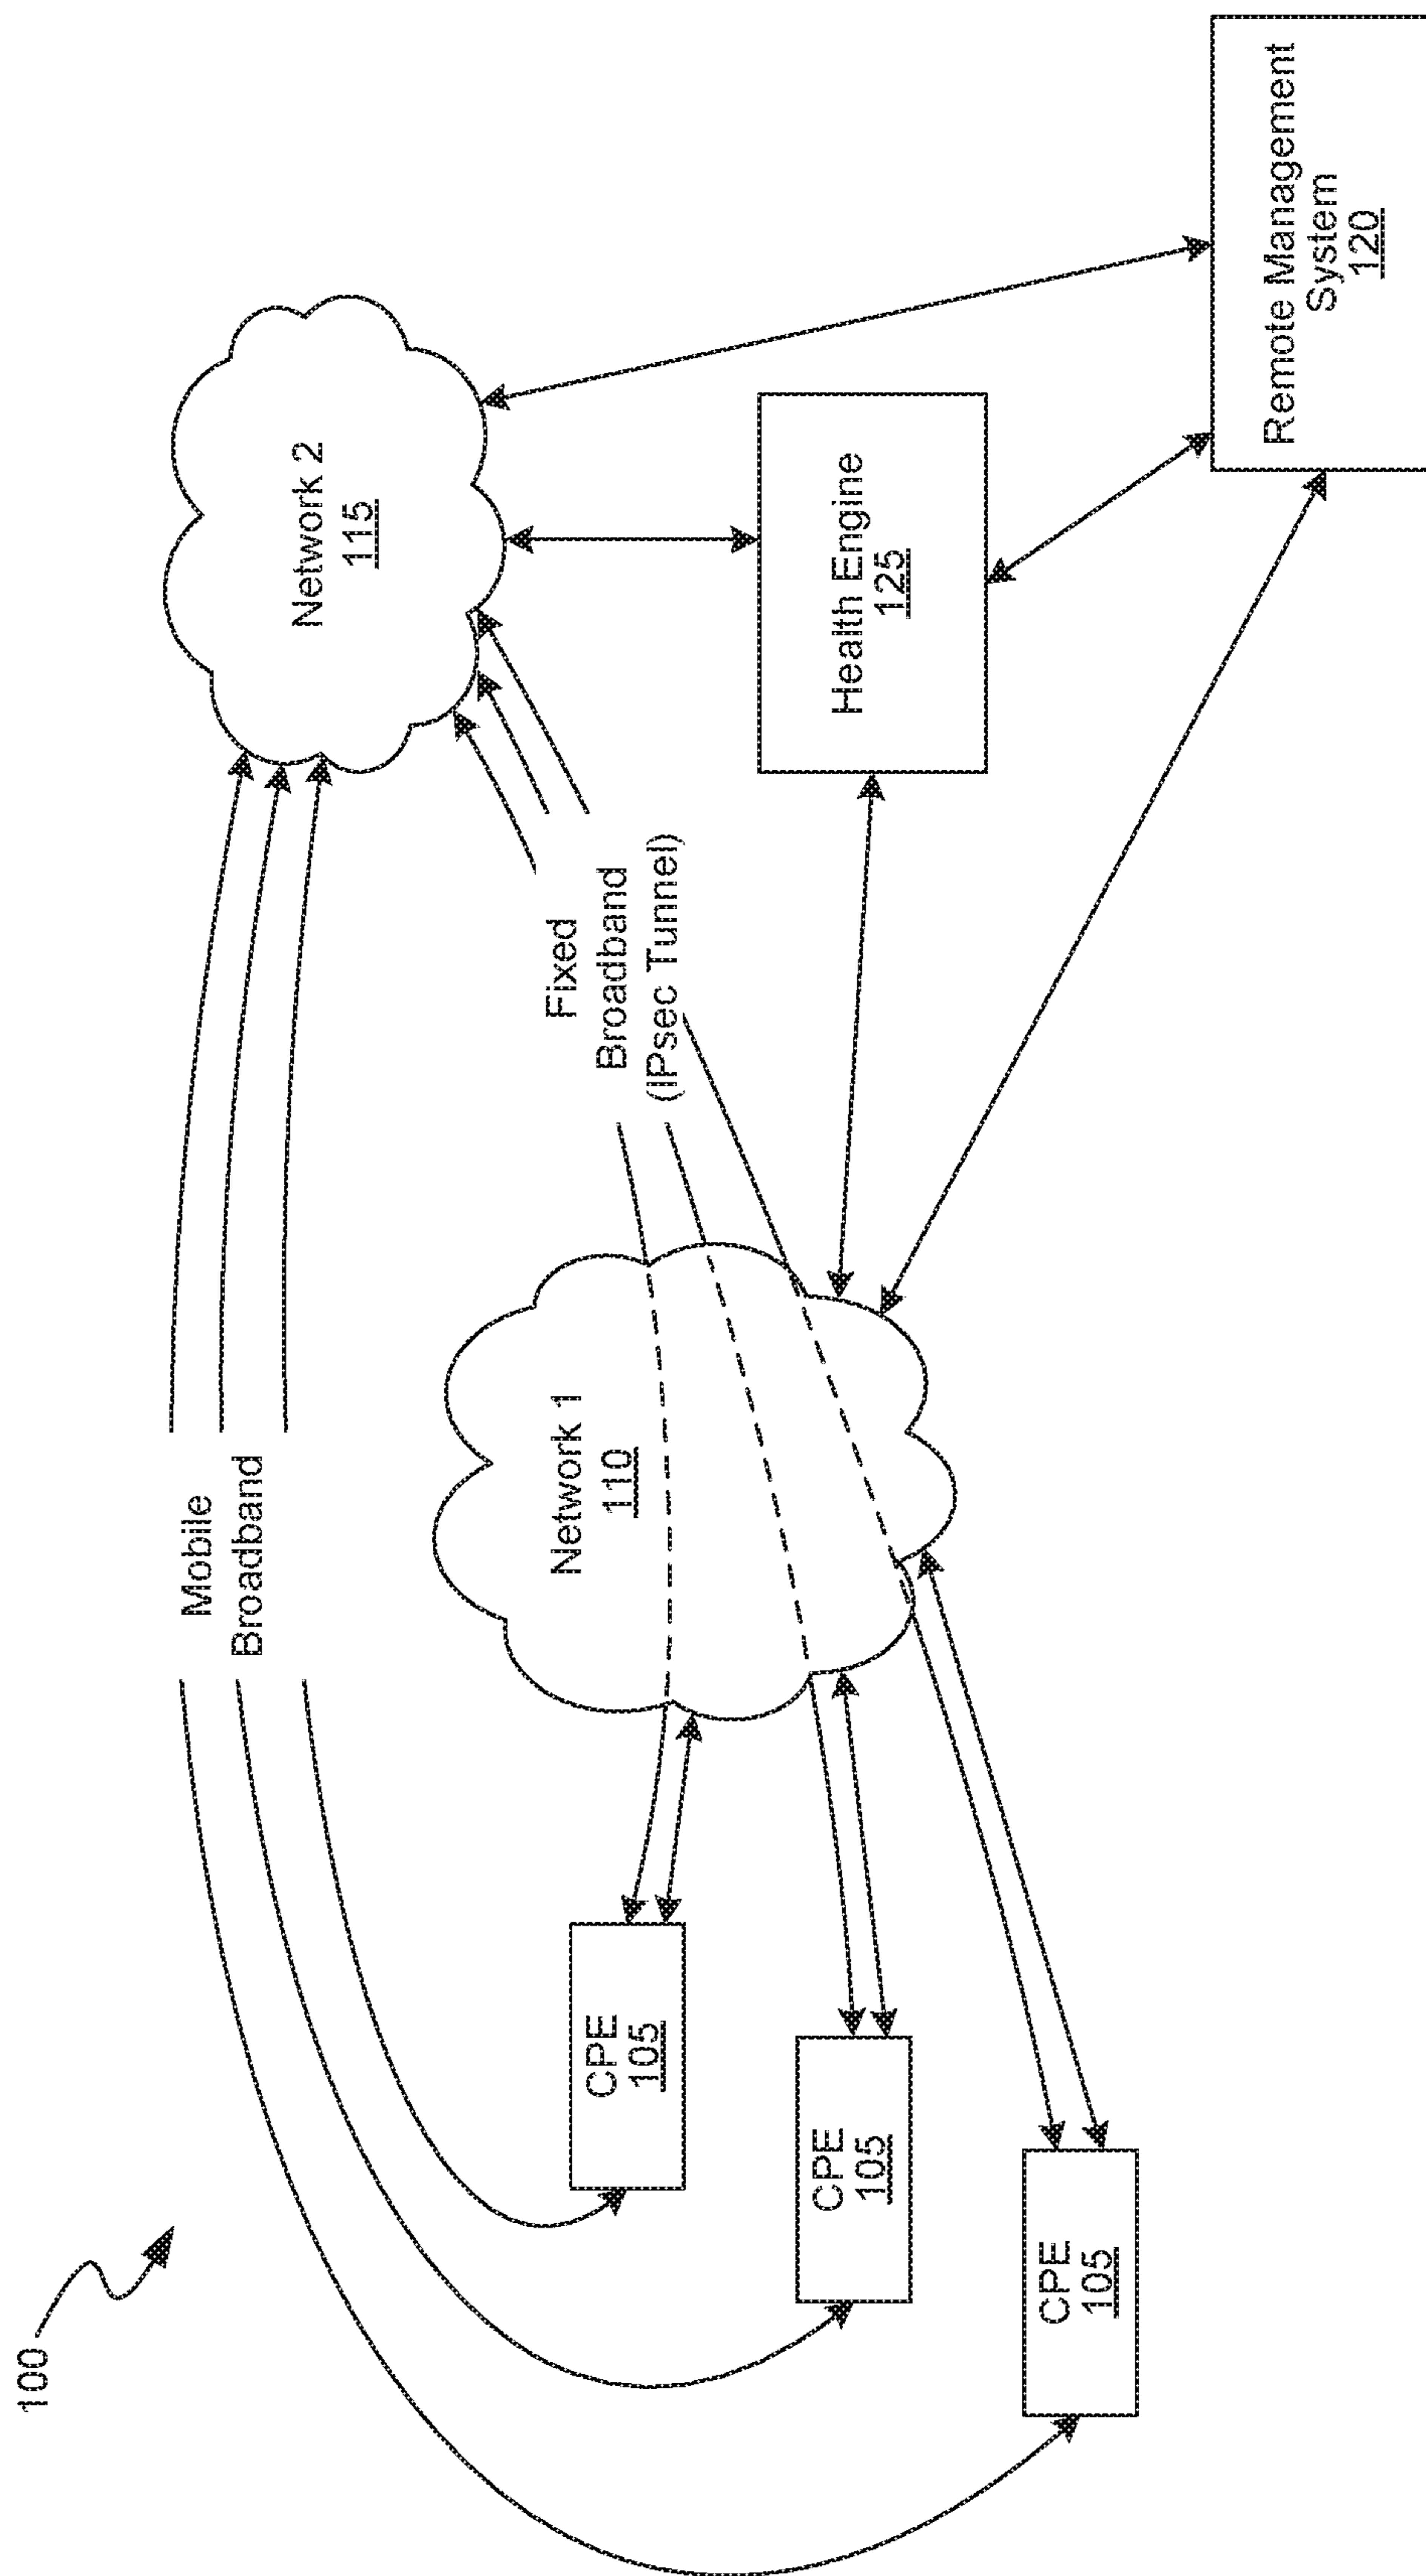 100
Mobile
Broadband
Network 2
115
Fixed
Broadband
(IPsec Tunnel)
Network 1
110
Health Engine
125
CPE
105
CPE
105
CPE
105
Remote Management
System
120